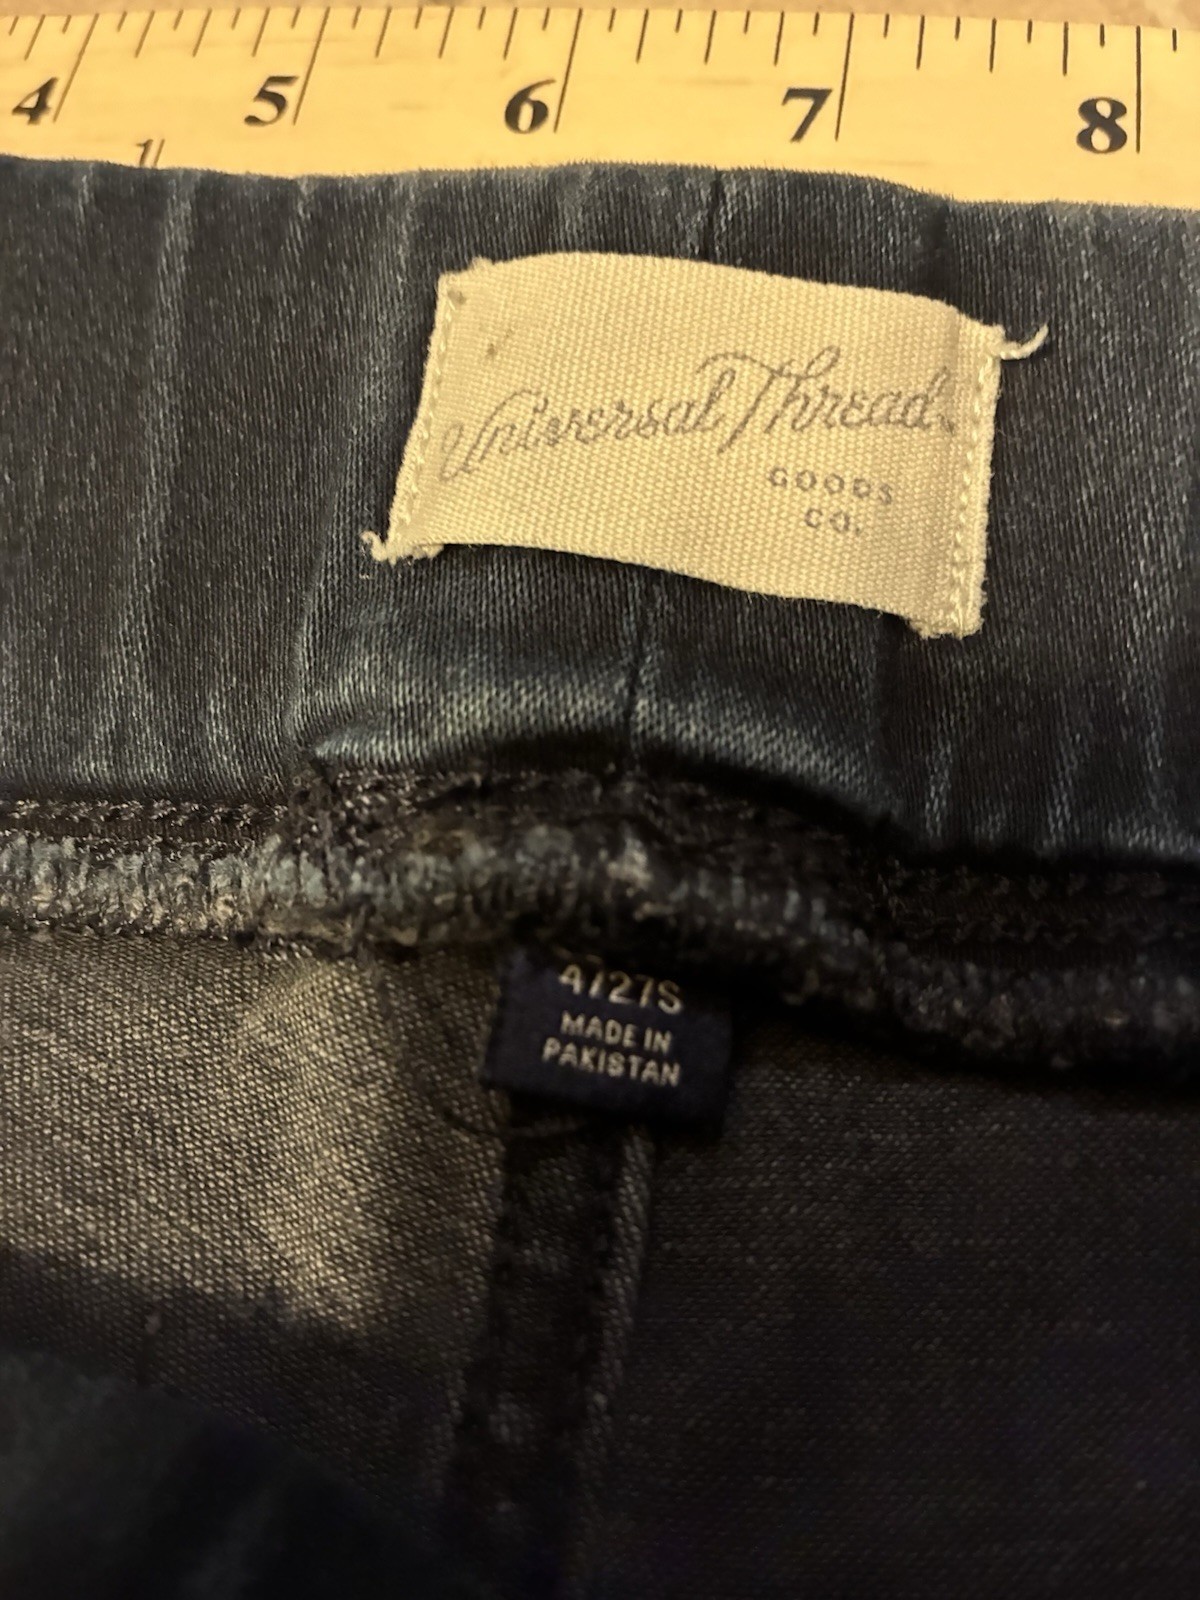 4 5 6 7 8
Universal Thread
GOODS
CO.
4/27S
MADE IN
PAKISTAN